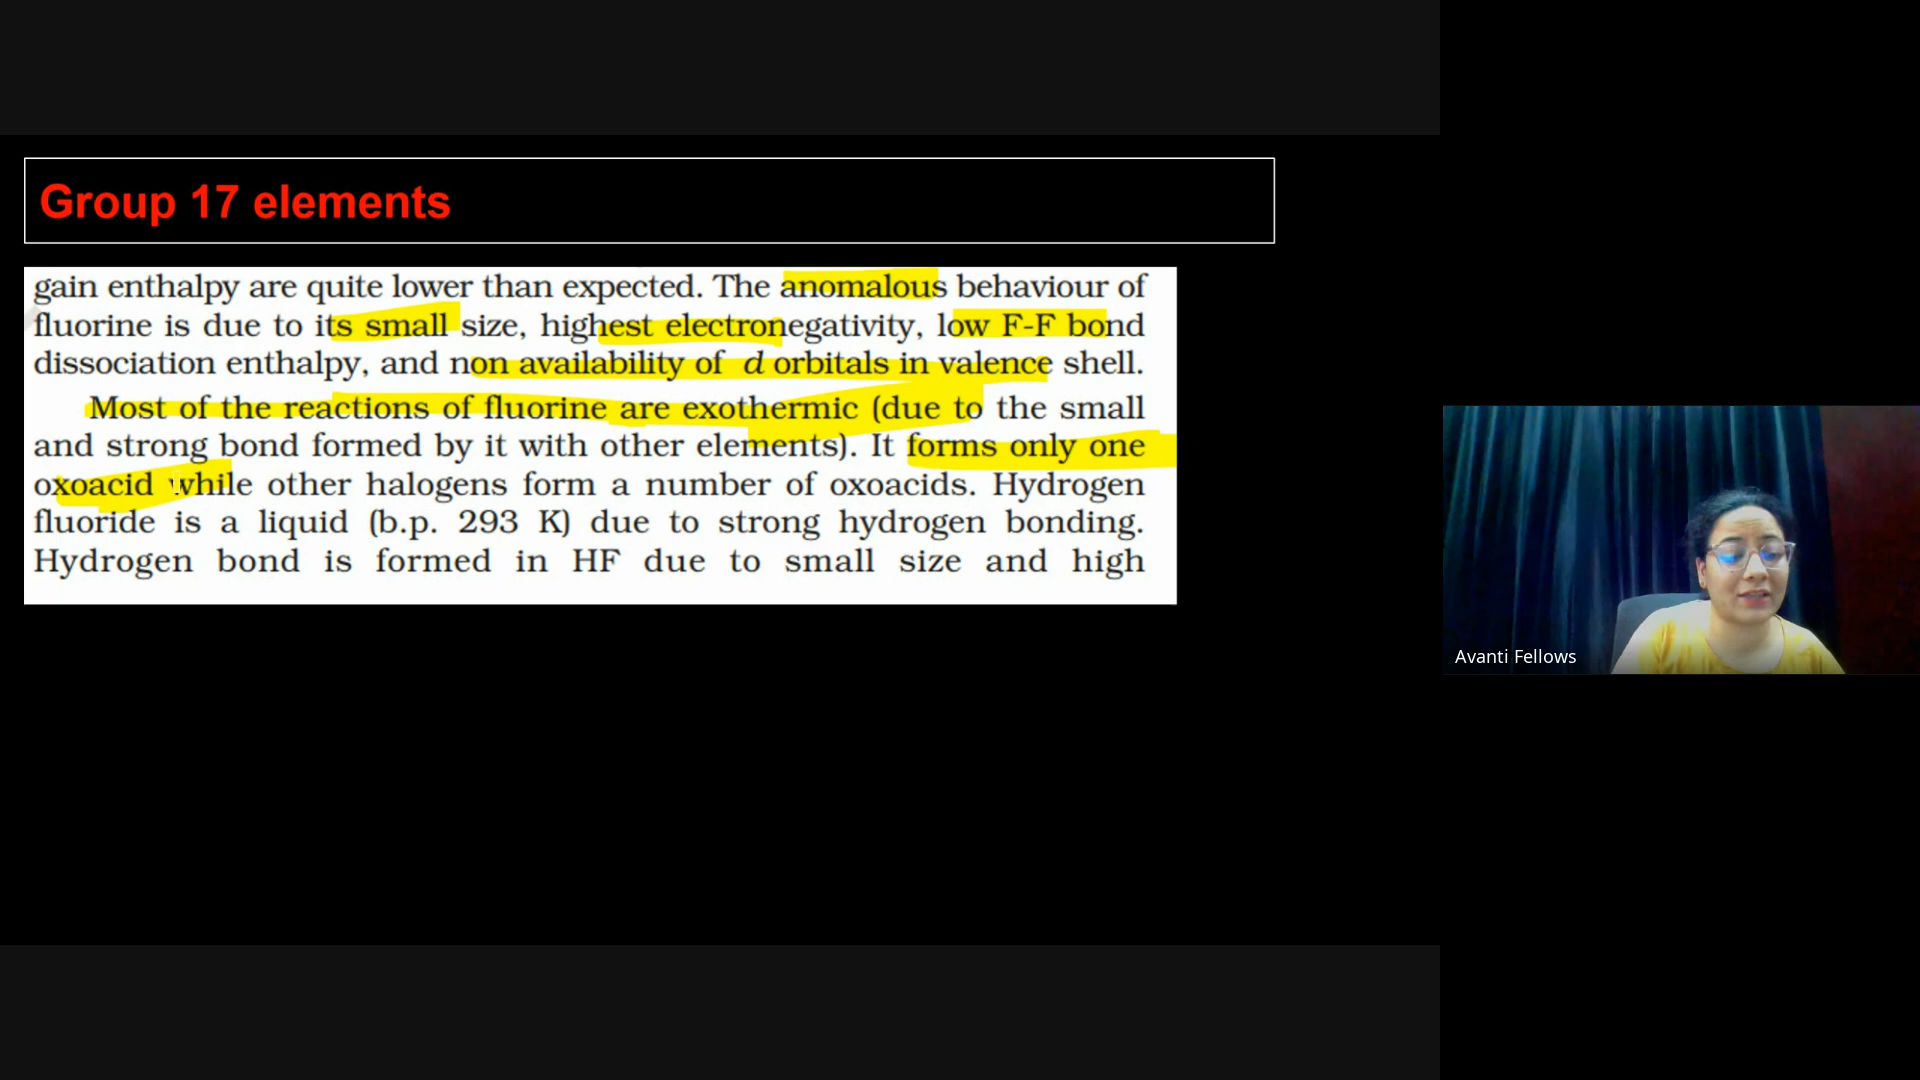 Group 17 elements
gain enthalpy are quite lower than expected. The anomalous behaviour of
fluorine is due to its small size, highest electronegativity, low F-F bond
dissociation enthalpy, and non availability of d orbitals in valence shell.
Most of the reactions of fluorine are exothermic (due to the small
and strong bond formed by it with other elements). It forms only one
oxoacid while other halogens form a number of oxoacids. Hydrogen
fluoride is a liquid (b.p. 293 K) due to strong hydrogen bonding.
Hydrogen bond is formed in HF due to small size and high
Avanti Fellows